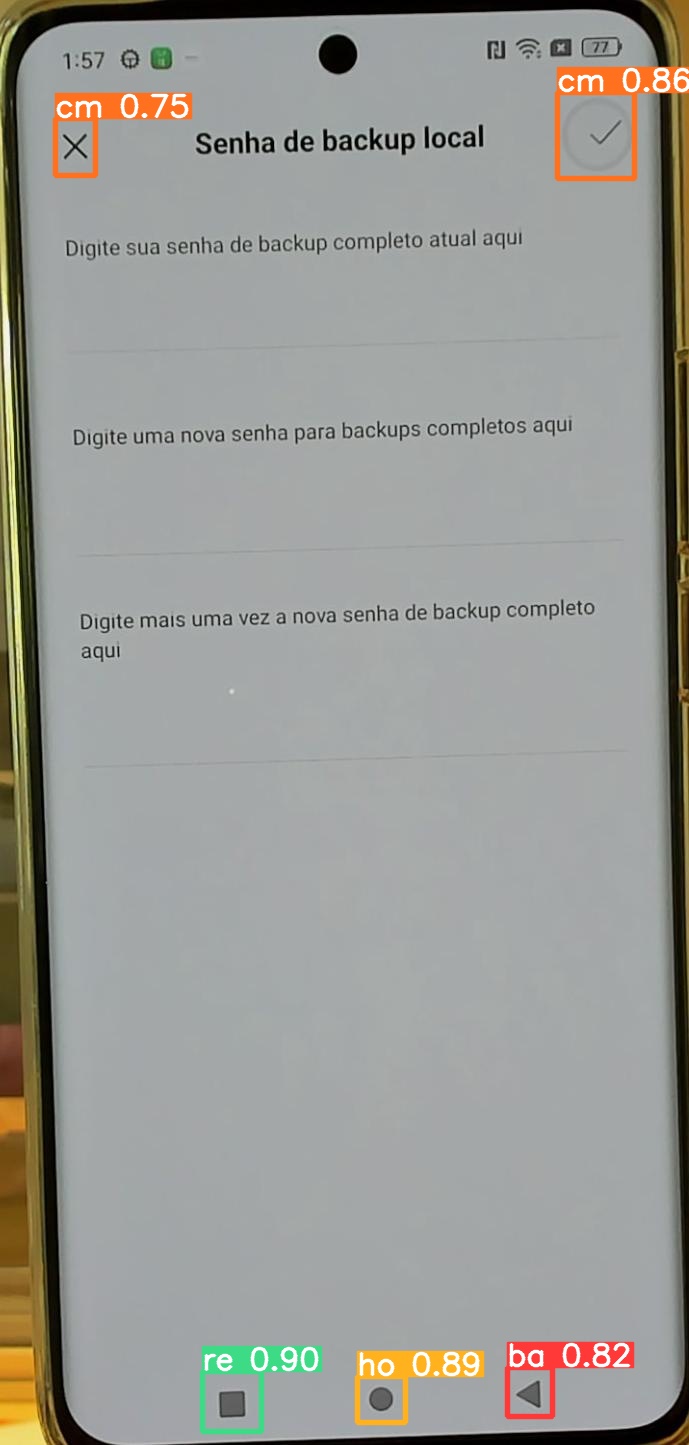 1:57
77
cm 0.75
cm 0.86
Senha de backup local
Digite sua senha de backup completo atual aqui
Digite uma nova senha para backups completos aqui
Digite mais uma vez a nova senha de backup completo
aqui
re 0.90
ho 0.89
ba 0.82